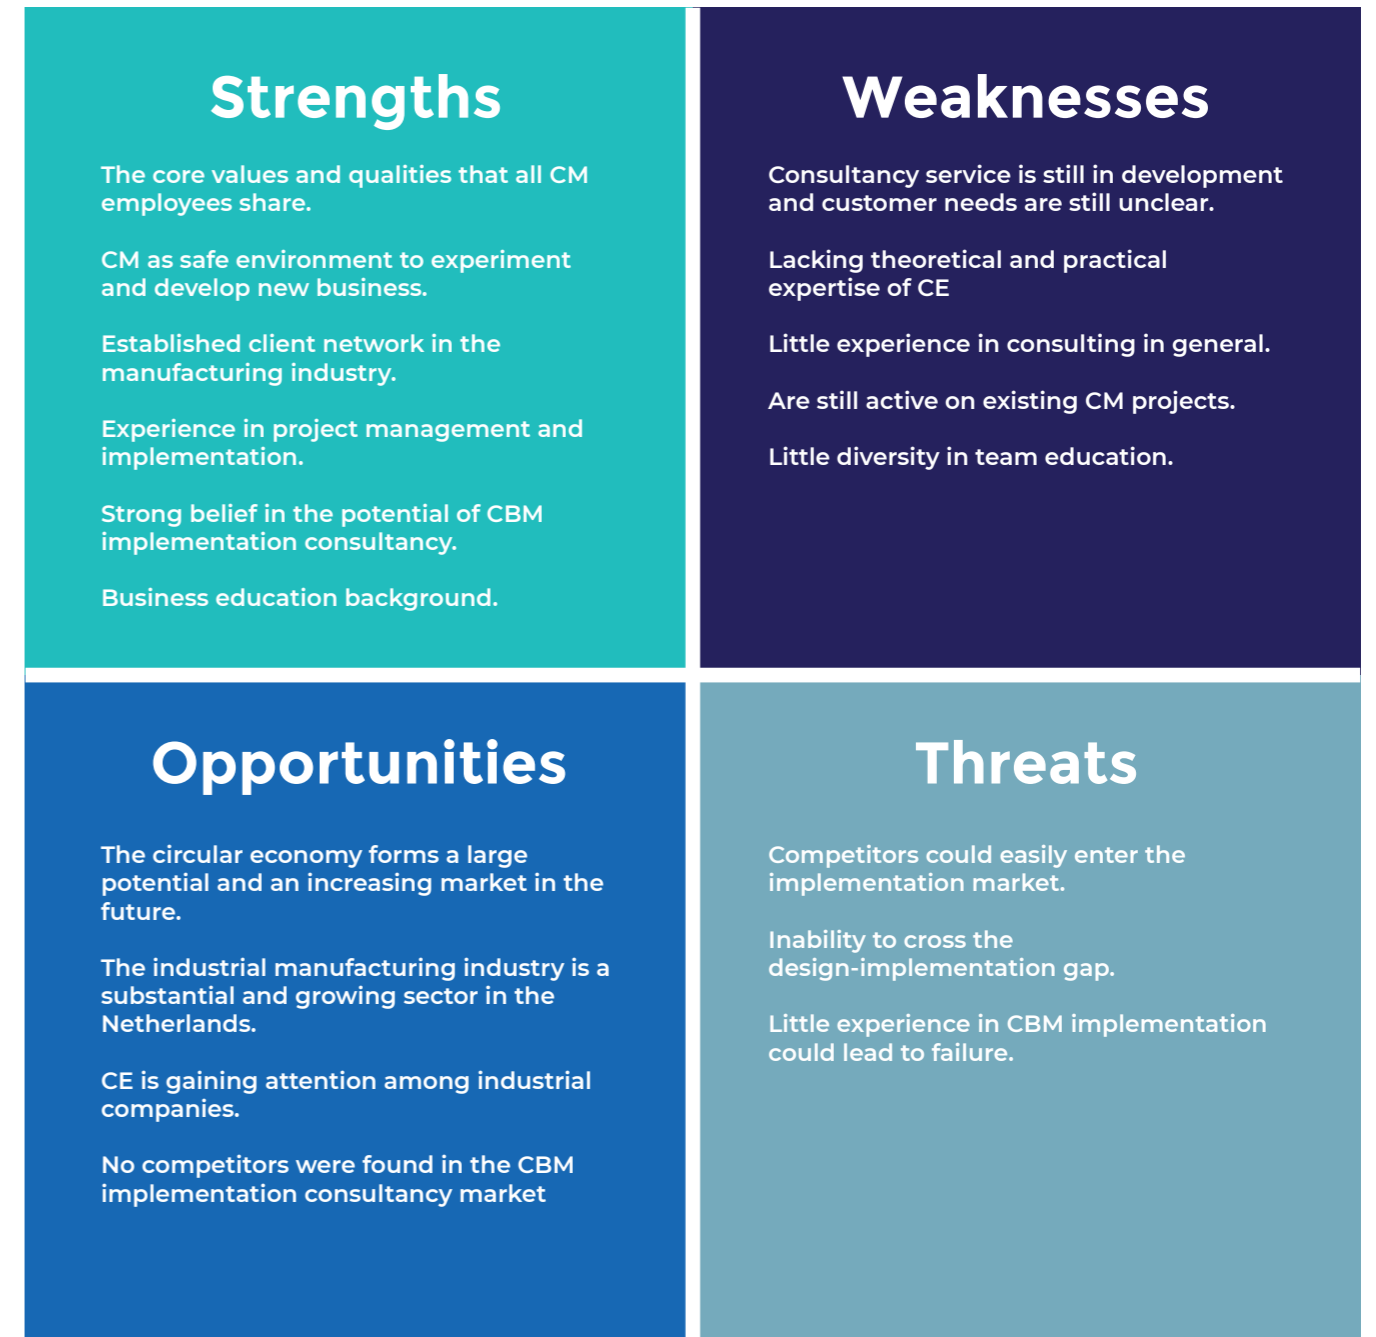 Strengths
The core values and qualities that all CM
employees share.
CM as safe environment to experiment
and develop new business.
Established client network in the
manufacturing industry.
Experience in project management and
implementation.
Strong belief in the potential of CBM
implementation consultancy.
Business education background.
Weaknesses
Consultancy service is still in development
and customer needs are still unclear.
Lacking theoretical and practical
expertise of CE
Little experience in consulting in general.
Are still active on existing CM projects.
Little diversity in team education.
Opportunities
The circular economy forms a large
potential and an increasing market in the
future.
The industrial manufacturing industry is a
substantial and growing sector in the
Netherlands.
CE is gaining attention among industrial
companies.
No competitors were found in the CBM
implementation consultancy market
Threats
Competitors could easily enter the
implementation market.
Inability to cross the
design-implementation gap.
Little experience in CBM implementation
could lead to failure.